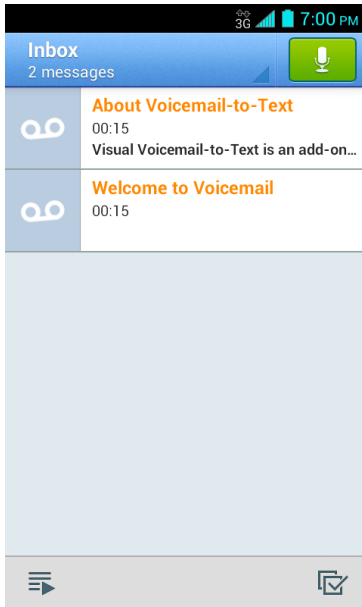 3G 7:00 PM
Inbox
2 messages
About Voicemail-to-Text
00:15
Visual Voicemail-to-Text is an add-on…
Welcome to Voicemail
00:15